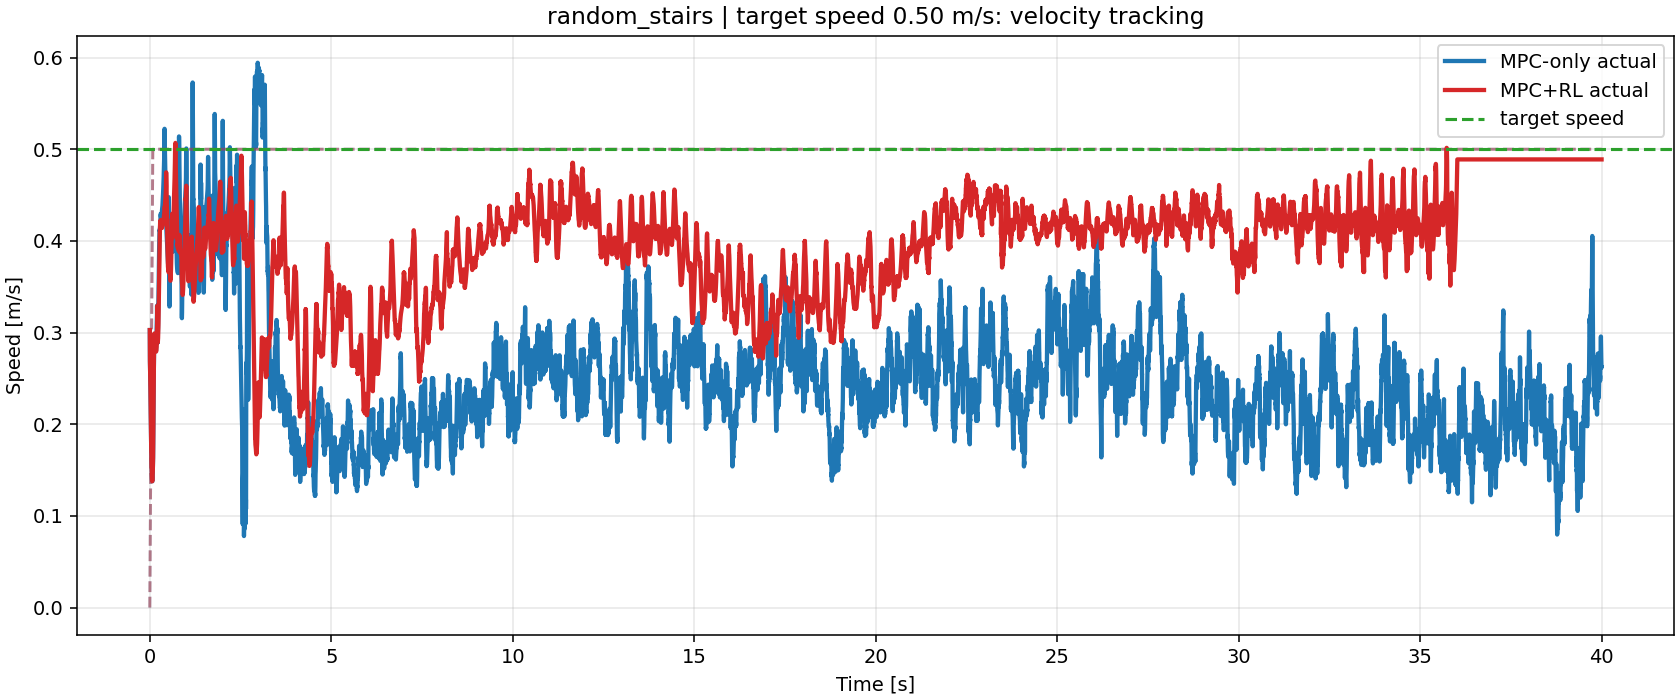 random_stairs | target speed 0.50 m/s: velocity tracking
MPC-only actual
MPC+RL actual
target speed
Speed [m/s]
0.6
0.5
0.4
0.3
0.2
0.1
0.0
0 5 10 15 20 25 30 35 40
Time [s]